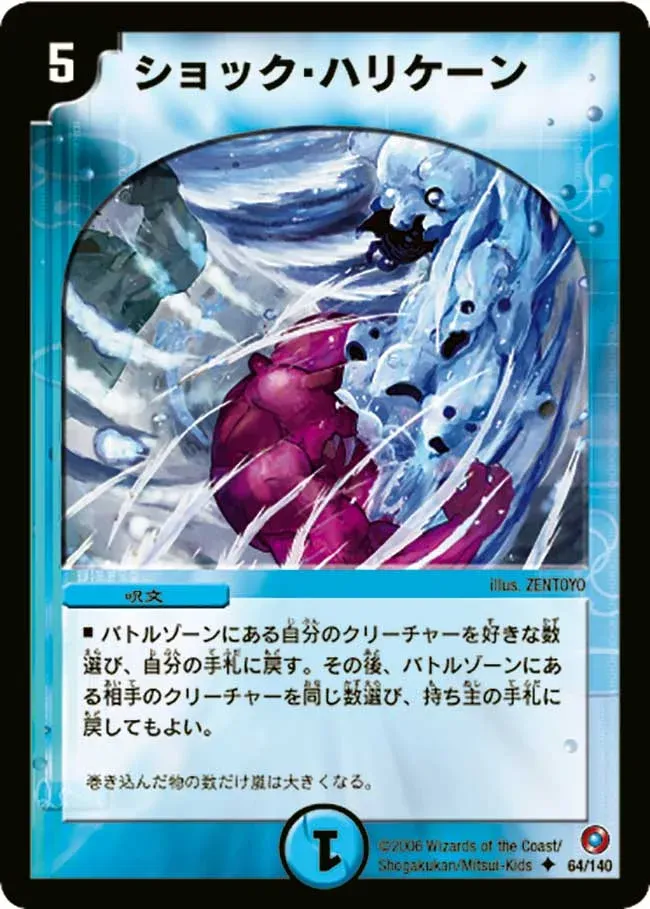 5
ショック・ハリケーン
illus. ZENTOYO
呪文
■ バトルゾーンにある自分のクリーチャーを好きな数
選び、自分の手札に戻す。その後、バトルゾーンにあ
る相手のクリーチャーを同じ数選び、持ち主の手札に
戻してもよい。
巻き込んだ物の数だけ嵐は大きくなる。
1
©2006 Wizards of the Coast/
Shogakukan/Mitsui-Kids ♦ 64/140